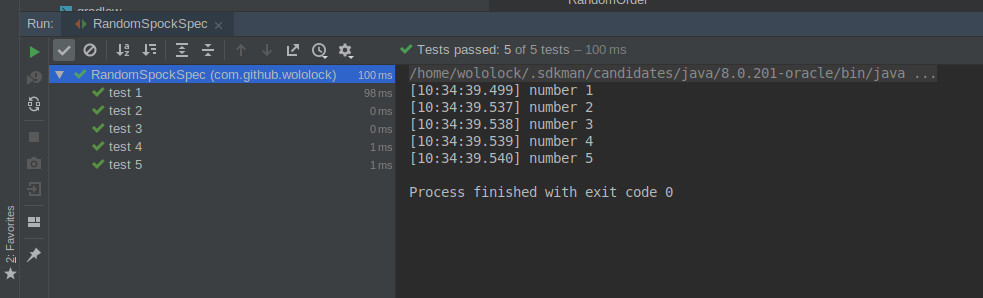 gradlew
RandomOrder
Run: RandomSpockSpec
Tests passed: 5 of 5 tests – 100 ms
RandomSpockSpec (com.github.wololock) 100 ms
test 1 98 ms
test 2 0 ms
test 3 0 ms
test 4 1 ms
test 5 1 ms
/home/wololock/.sdkman/candidates/java/8.0.201-oracle/bin/java ...
[10:34:39.499] number 1
[10:34:39.537] number 2
[10:34:39.538] number 3
[10:34:39.539] number 4
[10:34:39.540] number 5
Process finished with exit code 0
2: Favorites